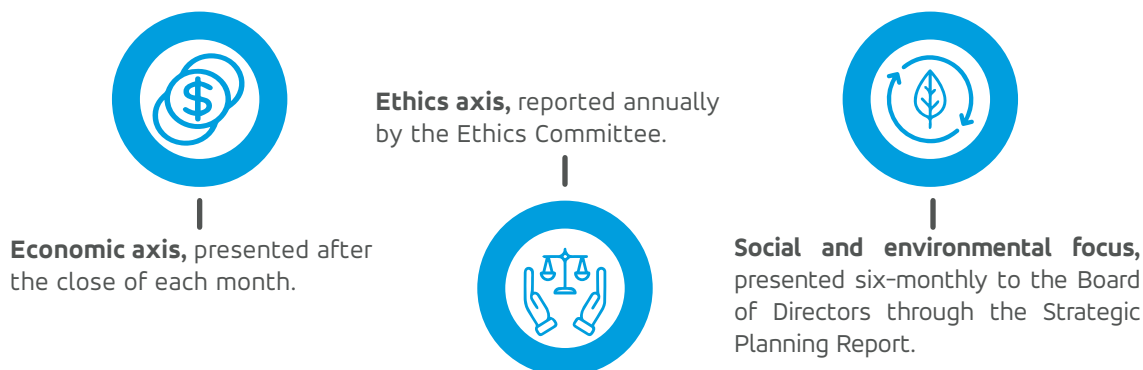 Economic axis, presented after
the close of each month.
Ethics axis, reported annually
by the Ethics Committee.
Social and environmental focus,
presented six-monthly to the Board
of Directors through the Strategic
Planning Report.